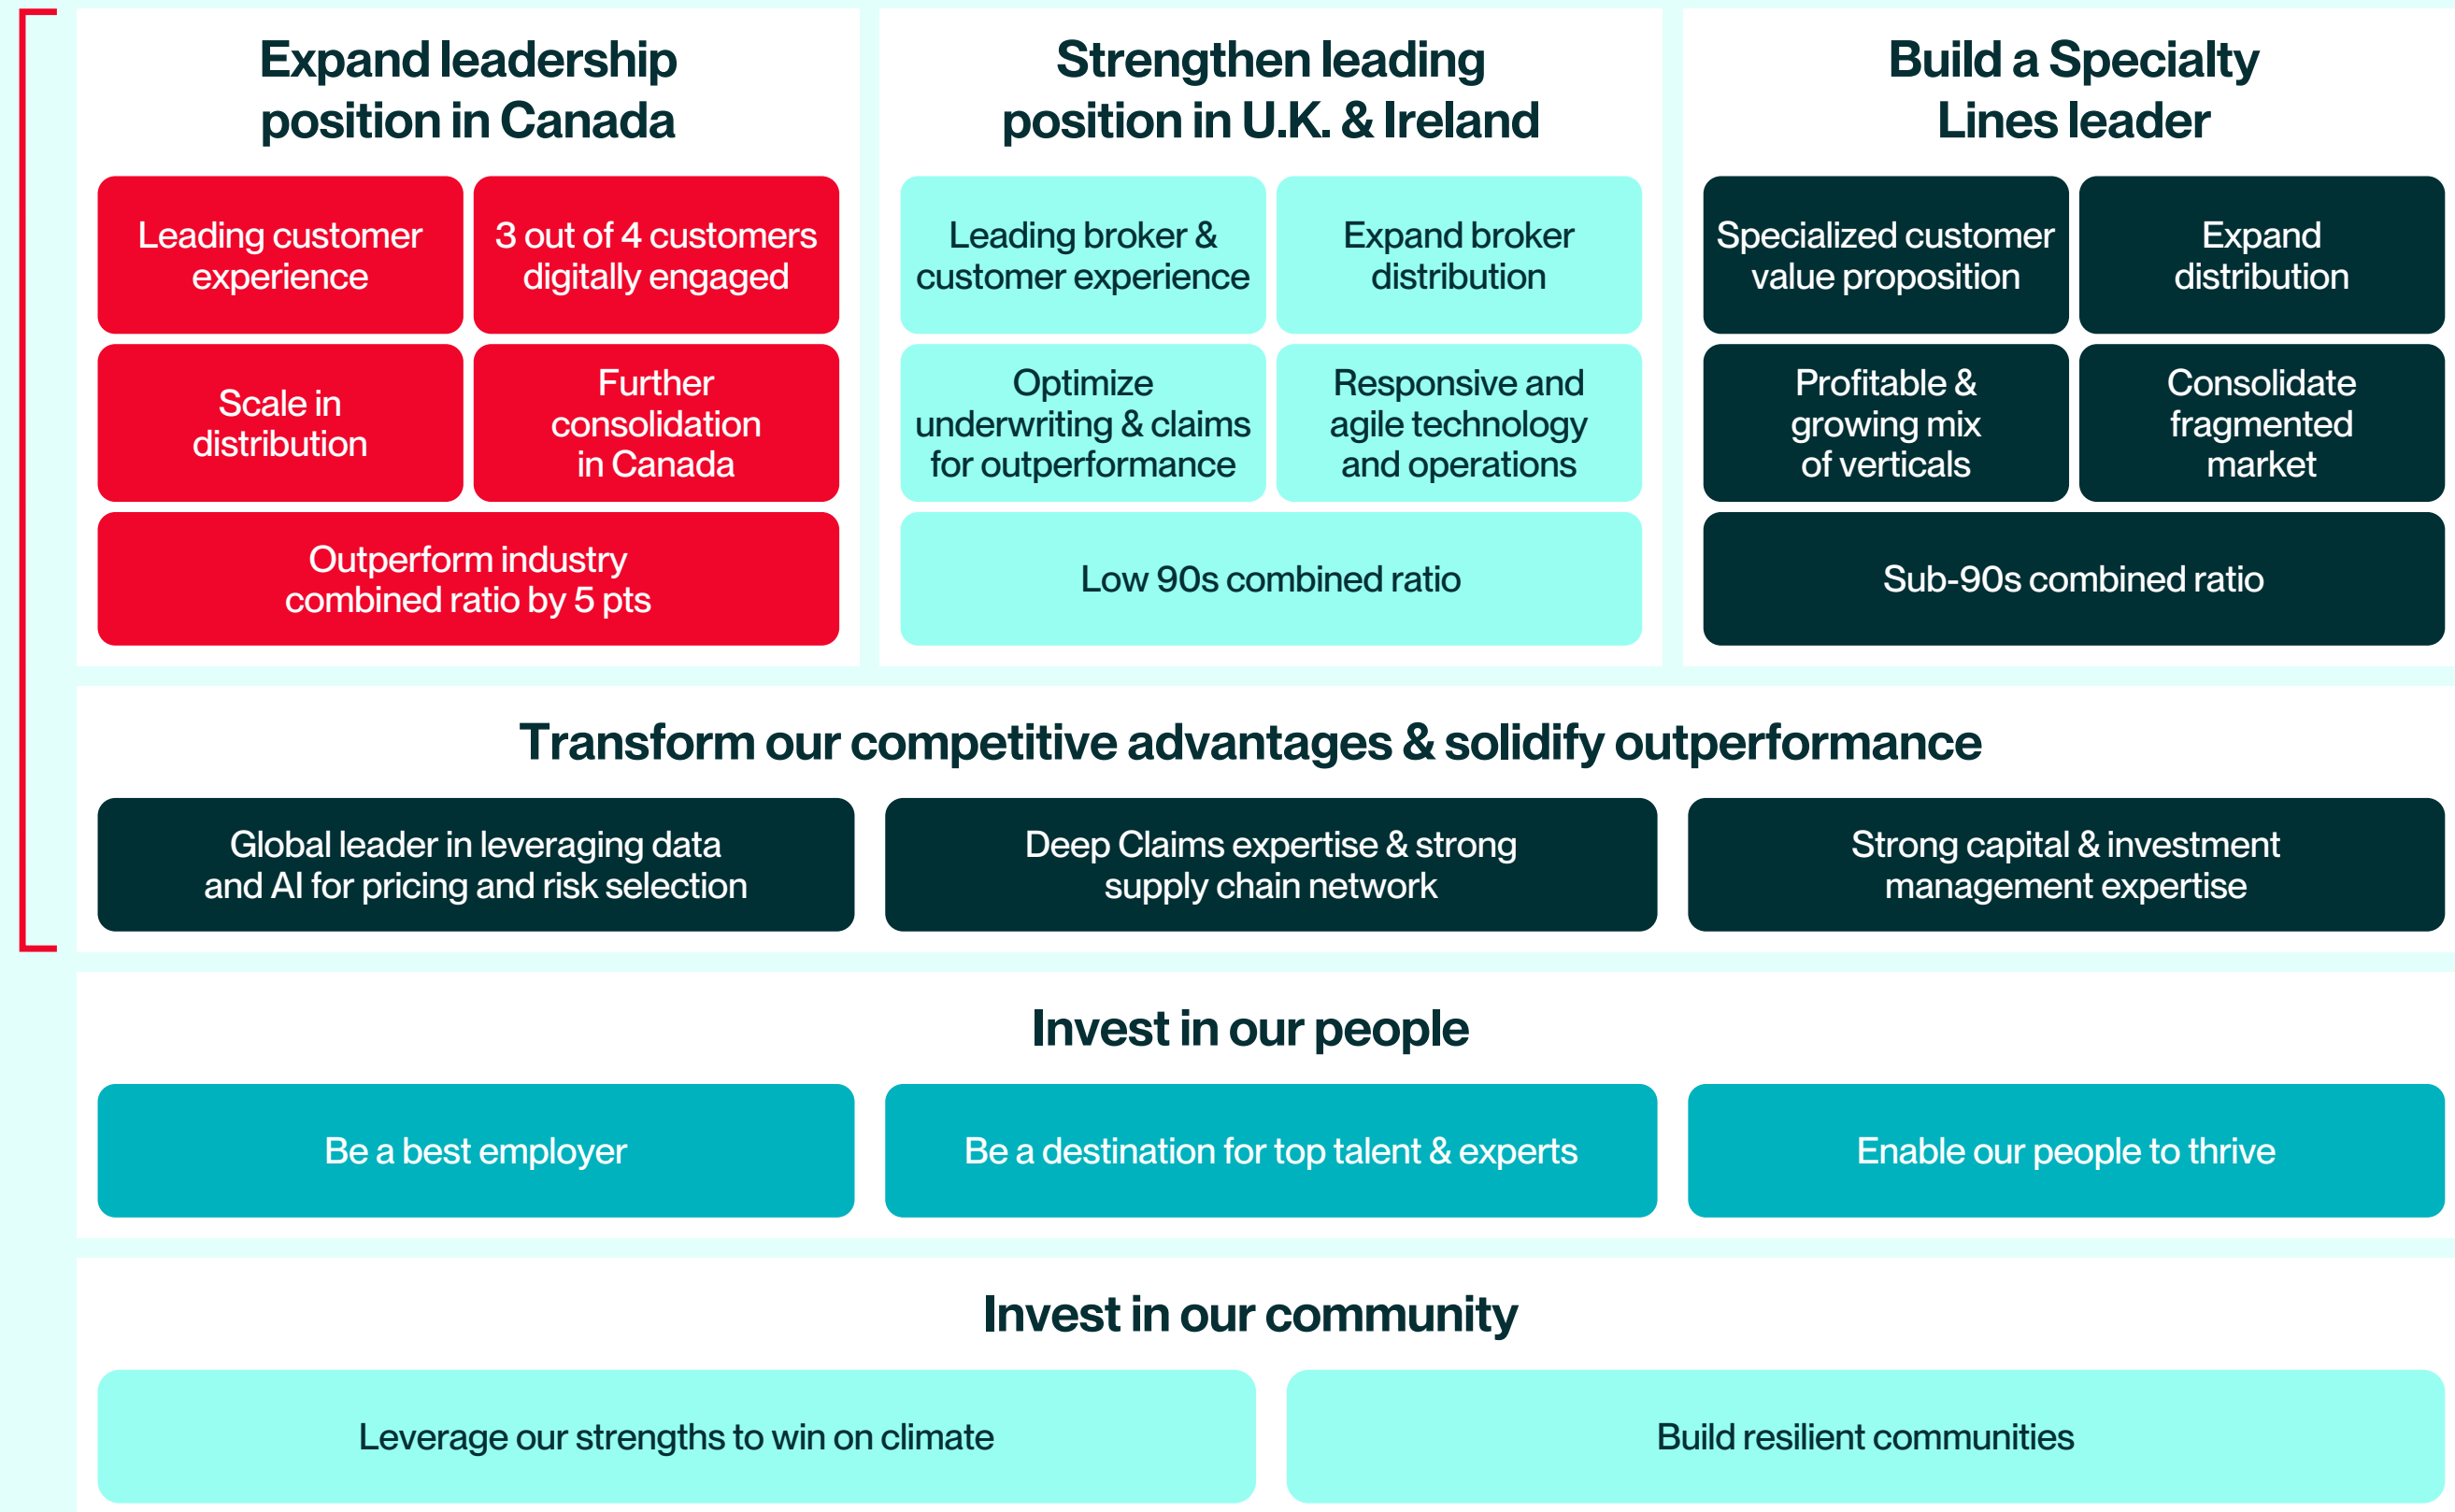 Expand leadership
position in Canada
Leading customer
experience
3 out of 4 customers
digitally engaged
Scale in
distribution
Further
consolidation
in Canada
Outperform industry
combined ratio by 5 pts
Strengthen leading
position in U.K. & Ireland
Leading broker &
customer experience
Expand broker
distribution
Optimize
underwriting & claims
for outperformance
Responsive and
agile technology
and operations
Low 90s combined ratio
Build a Specialty
Lines leader
Specialized customer
value proposition
Expand
distribution
Profitable &
growing mix
of verticals
Consolidate
fragmented
market
Sub-90s combined ratio
Transform our competitive advantages & solidify outperformance
Global leader in leveraging data
and AI for pricing and risk selection
Deep Claims expertise & strong
supply chain network
Strong capital & investment
management expertise
Invest in our people
Be a best employer
Be a destination for top talent & experts
Enable our people to thrive
Invest in our community
Leverage our strengths to win on climate
Build resilient communities